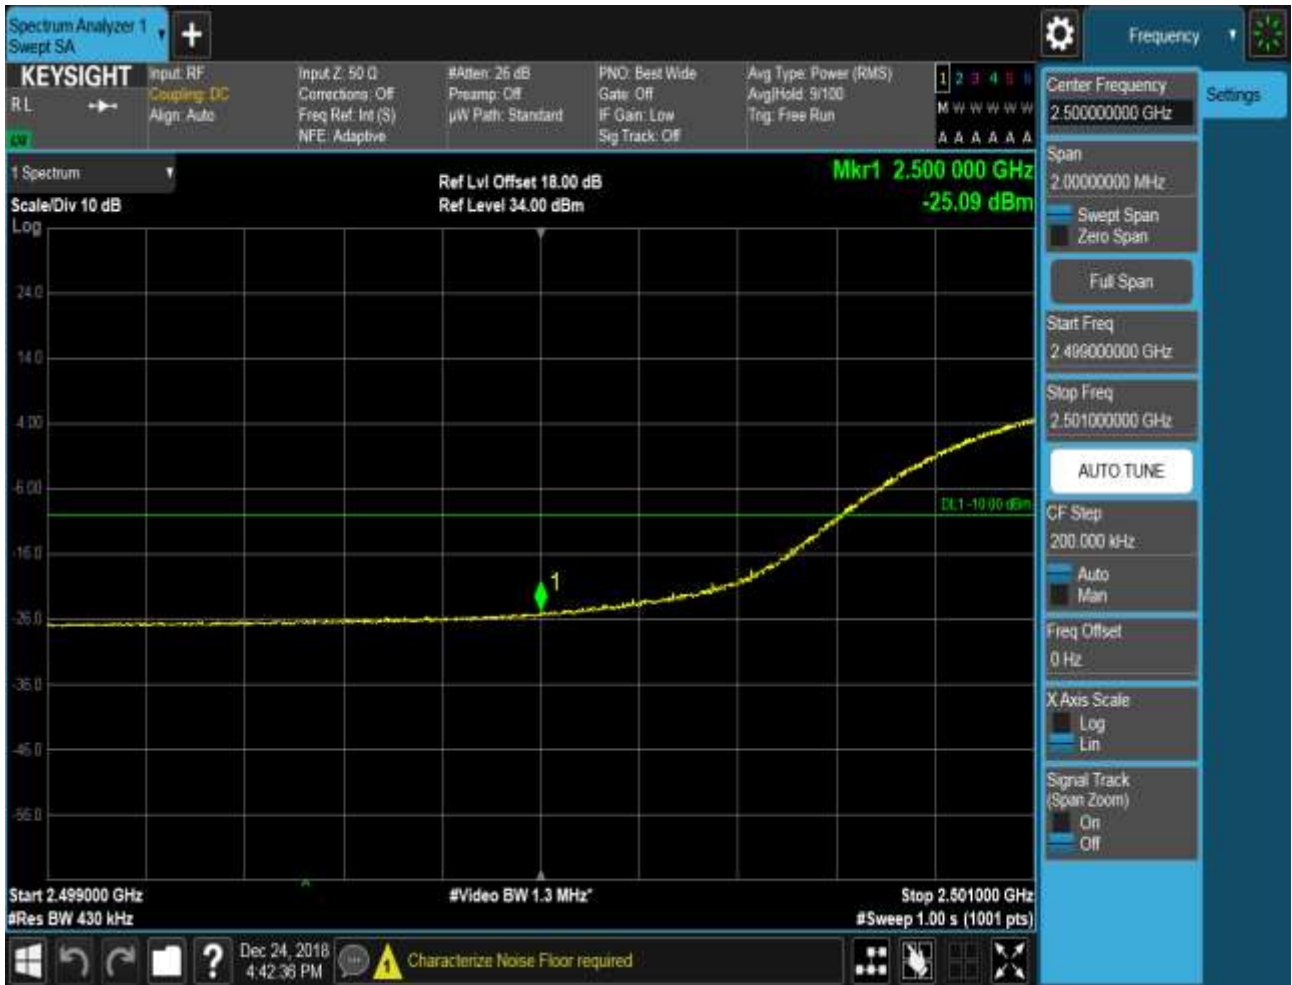 Spectrum Analyzer 1
Swept SA
Frequency
KEYSIGHT
RL
Input: RF
Coupling: DC
Align: Auto
Input Z: 50 Ω
Corrections: Off
Freq Ref: Int (S)
NFE: Adaptive
#Atten: 26 dB
Preamp: Off
µW Path: Standard
PNO: Best Wide
Gate: Off
IF Gain: Low
Sig Track: Off
Avg Type: Power (RMS)
Avg|Hold: 9/100
Trig: Free Run
1 2 3 4 5 6
M W W W W W
A A A A A A
1 Spectrum
Scale/Div 10 dB
Log
Ref Lvl Offset 18.00 dB
Ref Level 34.00 dBm
Mkr1 2.500 000 GHz
-25.09 dBm
24.0
14.0
4.00
-6.00
-16.0
-26.0
-36.0
-46.0
-56.0
DL1 -10.00 dBm
1
Start 2.499000 GHz
#Res BW 430 kHz
#Video BW 1.3 MHz*
Stop 2.501000 GHz
#Sweep 1.00 s (1001 pts)
Center Frequency
2.500000000 GHz
Settings
Span
2.00000000 MHz
Swept Span
Zero Span
Full Span
Start Freq
2.499000000 GHz
Stop Freq
2.501000000 GHz
AUTO TUNE
CF Step
200.000 kHz
Auto
Man
Freq Offset
0 Hz
X Axis Scale
Log
Lin
Signal Track
(Span Zoom)
On
Off
?
Dec 24, 2018
4:42:36 PM
1
Characterize Noise Floor required